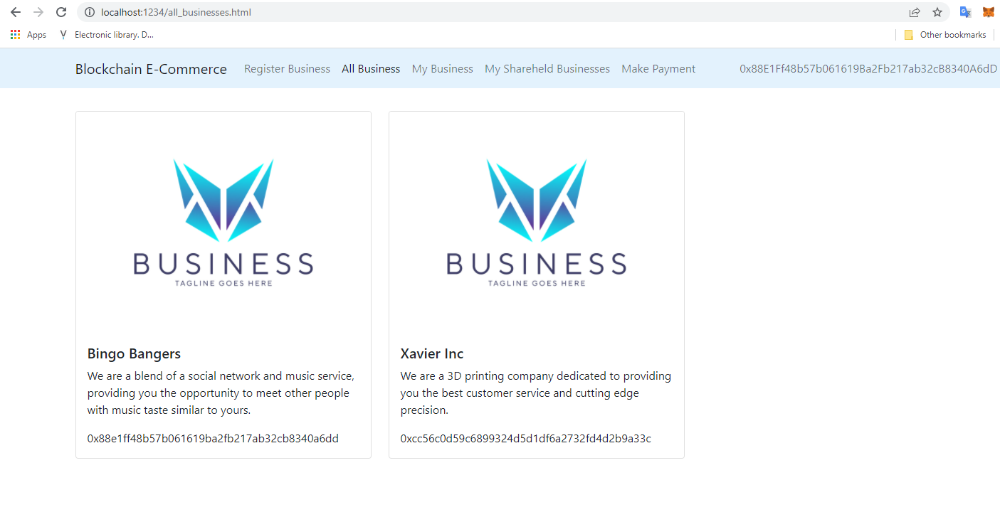 localhost:1234/all_businesses.html
Apps Electronic library. D... Other bookmarks
Blockchain E-Commerce Register Business All Business My Business My Shareheld Businesses Make Payment 0x88E1Ff48b57b061619Ba2Fb217ab32cB8340A6dD
BUSINESS
TAGLINE GOES HERE
Bingo Bangers
We are a blend of a social network and music service,
providing you the opportunity to meet other people
with music taste similar to yours.
0x88e1ff48b57b061619ba2fb217ab32cb8340a6dd
BUSINESS
TAGLINE GOES HERE
Xavier Inc
We are a 3D printing company dedicated to providing
you the best customer service and cutting edge
precision.
0xcc56c0d59c6899324d5d1df6a2732fd4d2b9a33c